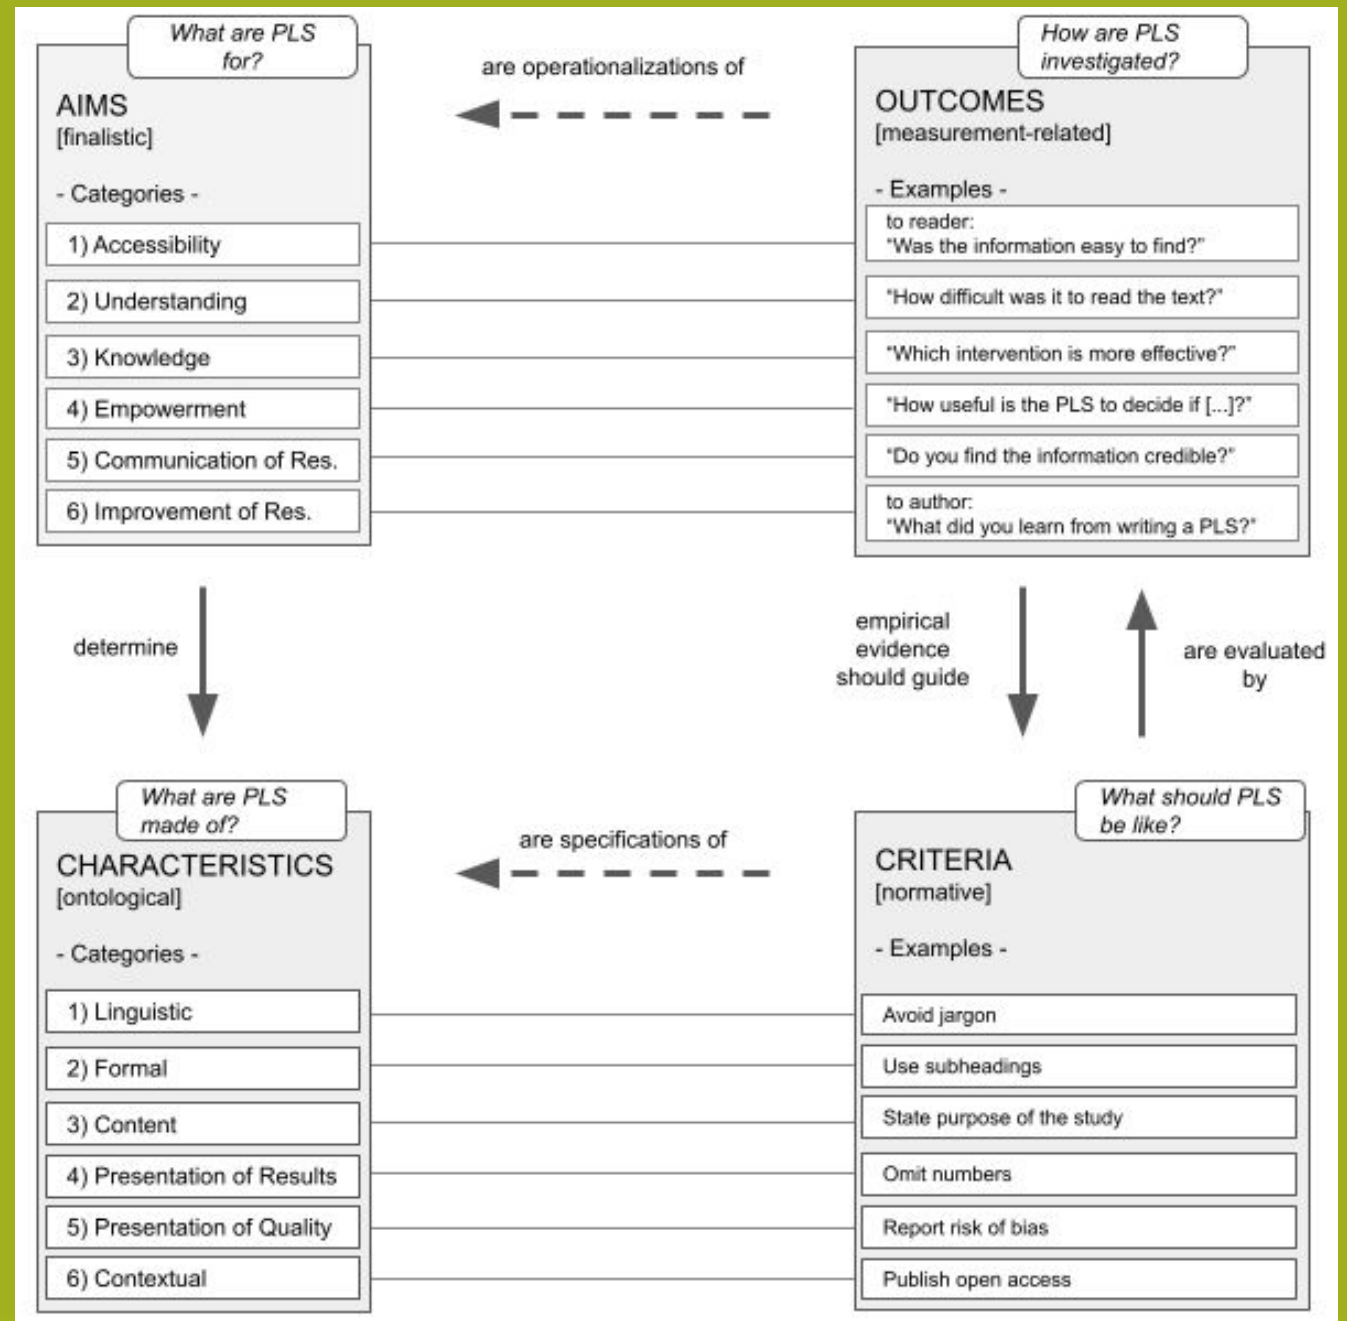 What are PLS
for?
AIMS
[finalistic]
- Categories -
1) Accessibility
2) Understanding
3) Knowledge
4) Empowerment
5) Communication of Res.
6) Improvement of Res.
are operationalizations of
How are PLS
investigated?
OUTCOMES
[measurement-related]
- Examples -
to reader:
“Was the information easy to find?”
“How difficult was it to read the text?”
“Which intervention is more effective?”
“How useful is the PLS to decide if [...]?”
“Do you find the information credible?”
to author:
“What did you learn from writing a PLS?”
determine
empirical
evidence
should guide
are evaluated
by
What are PLS
made of?
CHARACTERISTICS
[ontological]
- Categories -
1) Linguistic
2) Formal
3) Content
4) Presentation of Results
5) Presentation of Quality
6) Contextual
are specifications of
What should PLS
be like?
CRITERIA
[normative]
- Examples -
Avoid jargon
Use subheadings
State purpose of the study
Omit numbers
Report risk of bias
Publish open access